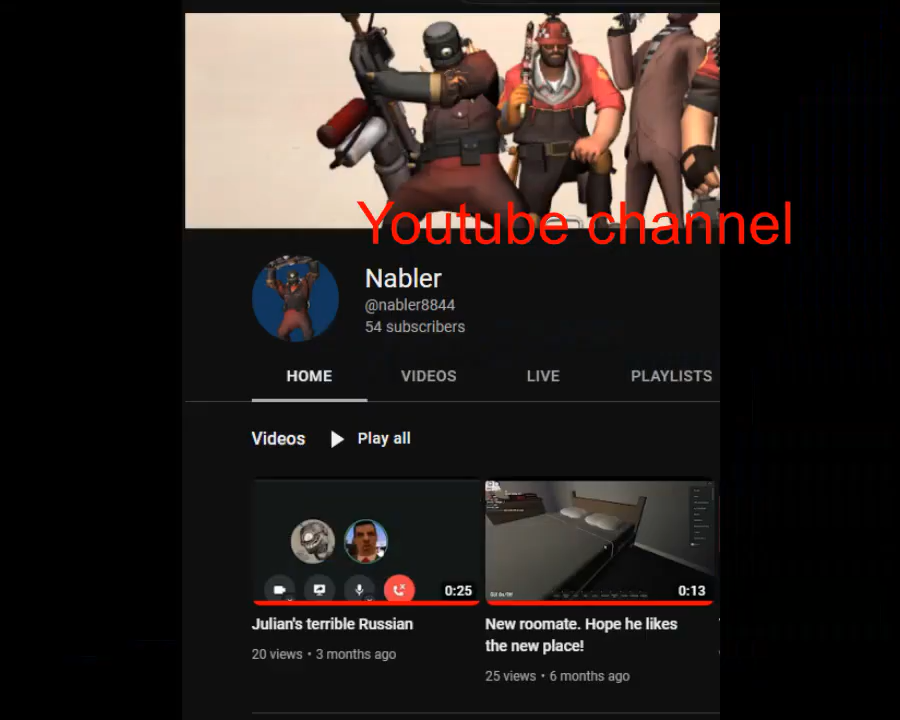 Youtube channel
Nabler
@nabler8844
54 subscribers
HOME VIDEOS LIVE PLAYLISTS
Videos Play all
0:25 0:13
Julian's terrible Russian
20 views • 3 months ago
New roomate. Hope he likes
the new place!
25 views • 6 months ago